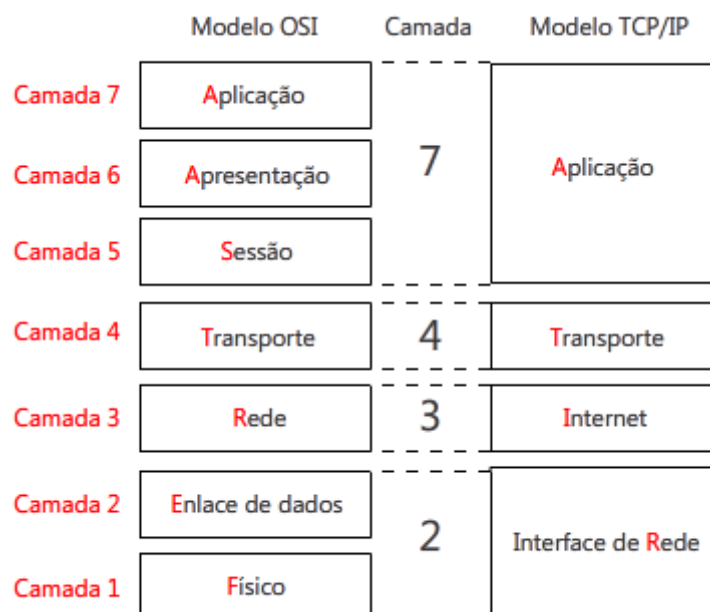 Modelo OSI Camada Modelo TCP/IP
Camada 7 Aplicação
Camada 6 Apresentação 7 Aplicação
Camada 5 Sessão
Camada 4 Transporte 4 Transporte
Camada 3 Rede 3 Internet
Camada 2 Enlace de dados
2 Interface de Rede
Camada 1 Físico